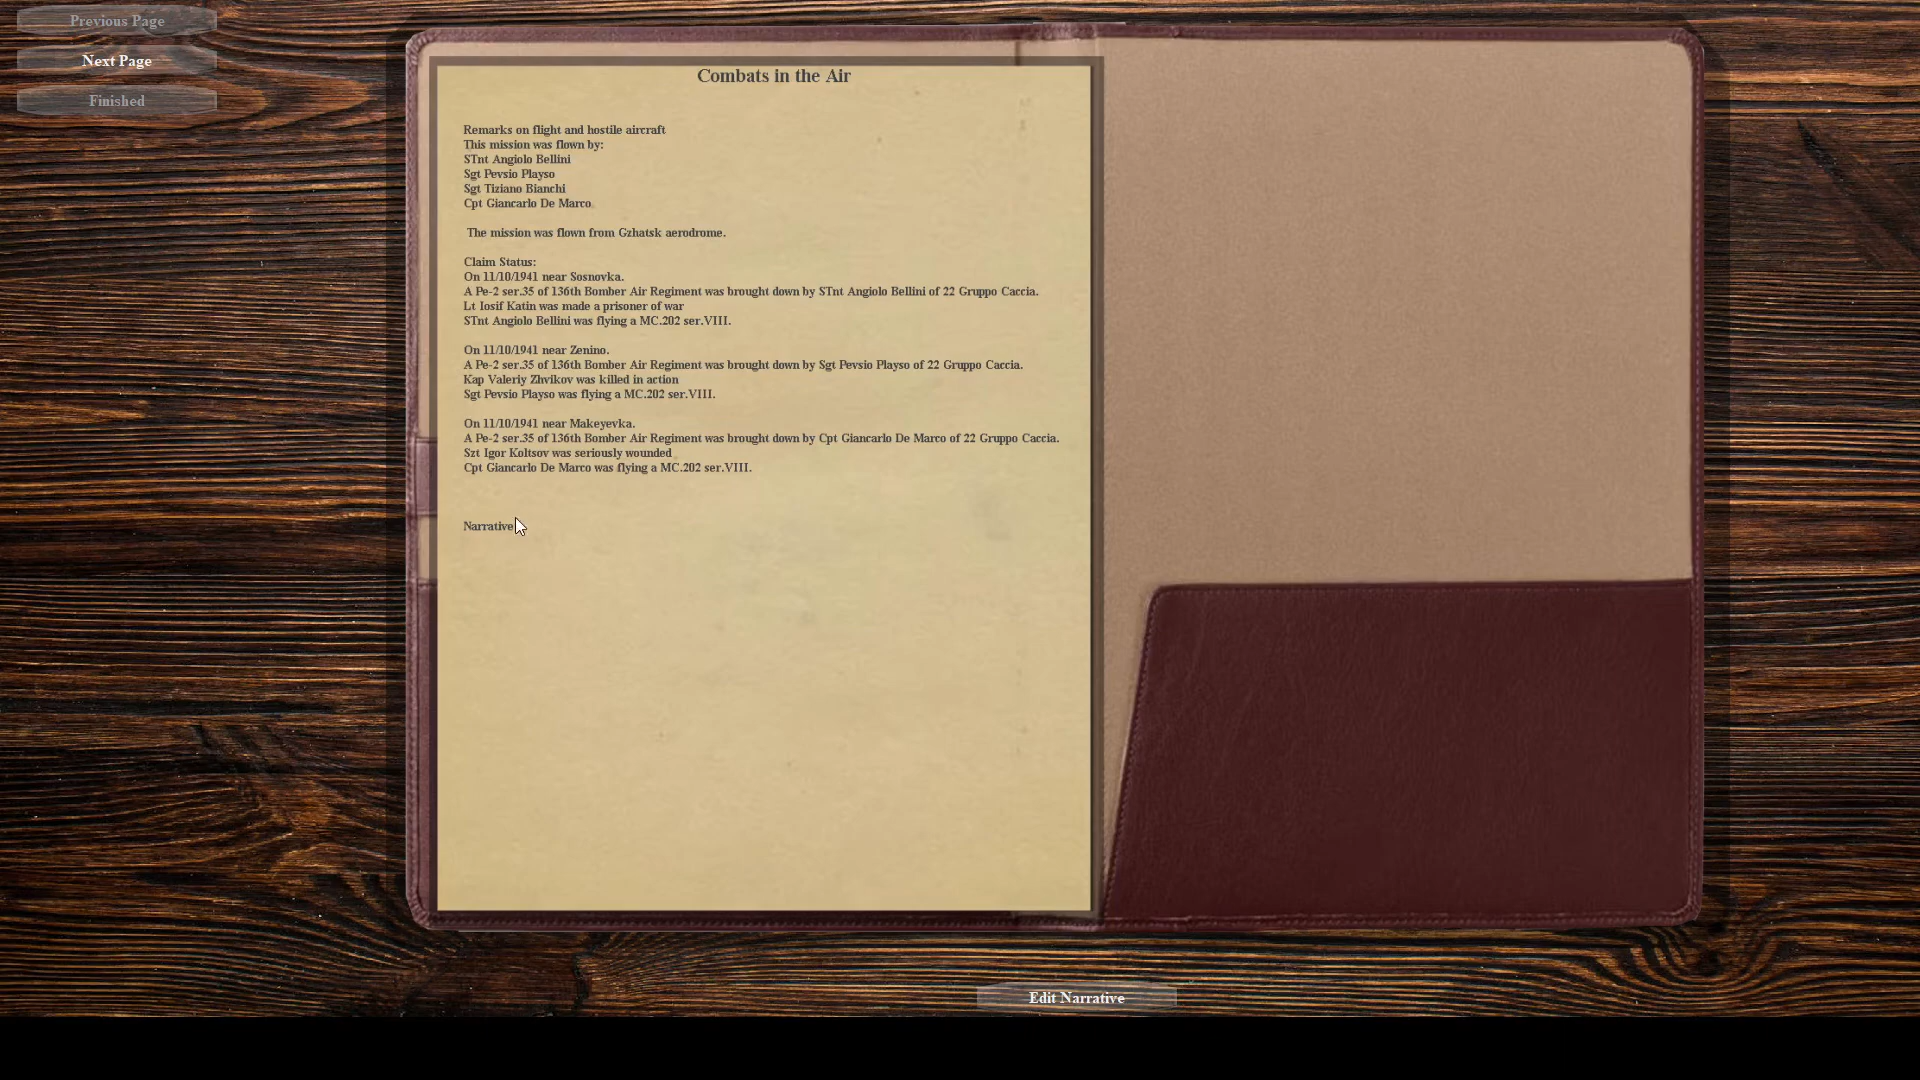 Previous Page
Next Page
Finished
Combats in the Air
Remarks on flight and hostile aircraft
This mission was flown by:
STnt Angiolo Bellini
Sgt Pevsio Playso
Sgt Tiziano Bianchi
Cpt Giancarlo De Marco
The mission was flown from Gzhatsk aerodrome.
Claim Status:
On 11/10/1941 near Sosnovka.
A Pe-2 ser.35 of 136th Bomber Air Regiment was brought down by STnt Angiolo Bellini of 22 Gruppo Caccia.
Lt Iosif Katin was made a prisoner of war
STnt Angiolo Bellini was flying a MC.202 ser.VIII.
On 11/10/1941 near Zenino.
A Pe-2 ser.35 of 136th Bomber Air Regiment was brought down by Sgt Pevsio Playso of 22 Gruppo Caccia.
Kap Valeriy Zhvikov was killed in action
Sgt Pevsio Playso was flying a MC.202 ser.VIII.
On 11/10/1941 near Makeyevka.
A Pe-2 ser.35 of 136th Bomber Air Regiment was brought down by Cpt Giancarlo De Marco of 22 Gruppo Caccia.
Szt Igor Koltsov was seriously wounded
Cpt Giancarlo De Marco was flying a MC.202 ser.VIII.
Narrative
Edit Narrative